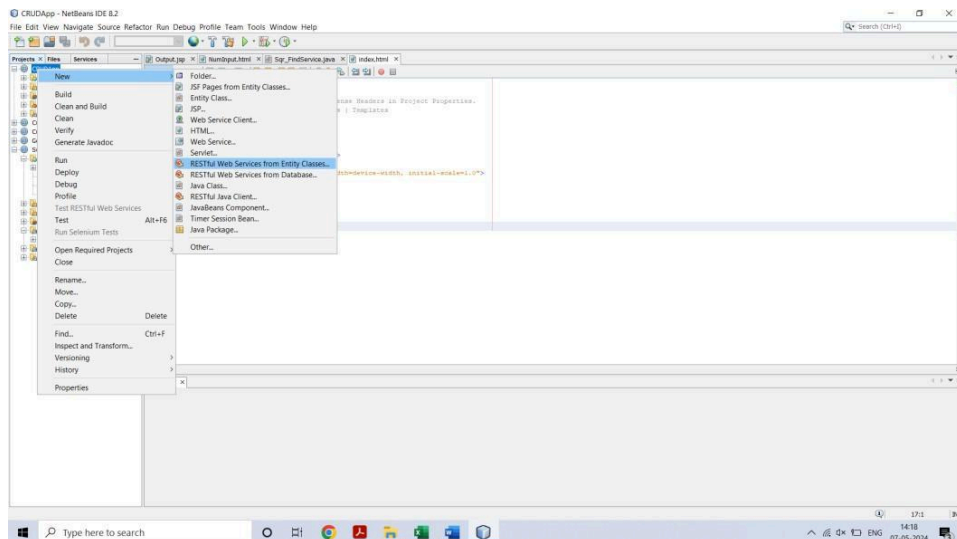 CRUDApp - NetBeans IDE 8.2
File Edit View Navigate Source Refactor Run Debug Profile Team Tools Window Help
Search (Ctrl+I)
Projects × Files Services
Output.jsp × NumInput.html × Sqr_FindService.java × index.html ×
New
Build
Clean and Build
Clean
Verify
Generate Javadoc
Run
Deploy
Debug
Profile
Test RESTful Web Services
Test Alt+F6
Run Selenium Tests
Open Required Projects
Close
Rename...
Move...
Copy...
Delete Delete
Find... Ctrl+F
Inspect and Transform...
Versioning
History
Properties
Folder...
JSF Pages from Entity Classes...
Entity Class...
JSP...
Web Service Client...
HTML...
Web Service...
Servlet...
RESTful Web Services from Entity Classes...
RESTful Web Services from Database...
Java Class...
RESTful Java Client...
JavaBeans Component...
Timer Session Bean...
Java Package...
Other...
ense Headers in Project Properties.
| Templates
dth=device-width, initial-scale=1.0">
17:1
Type here to search
ENG
14:18
07-05-2024